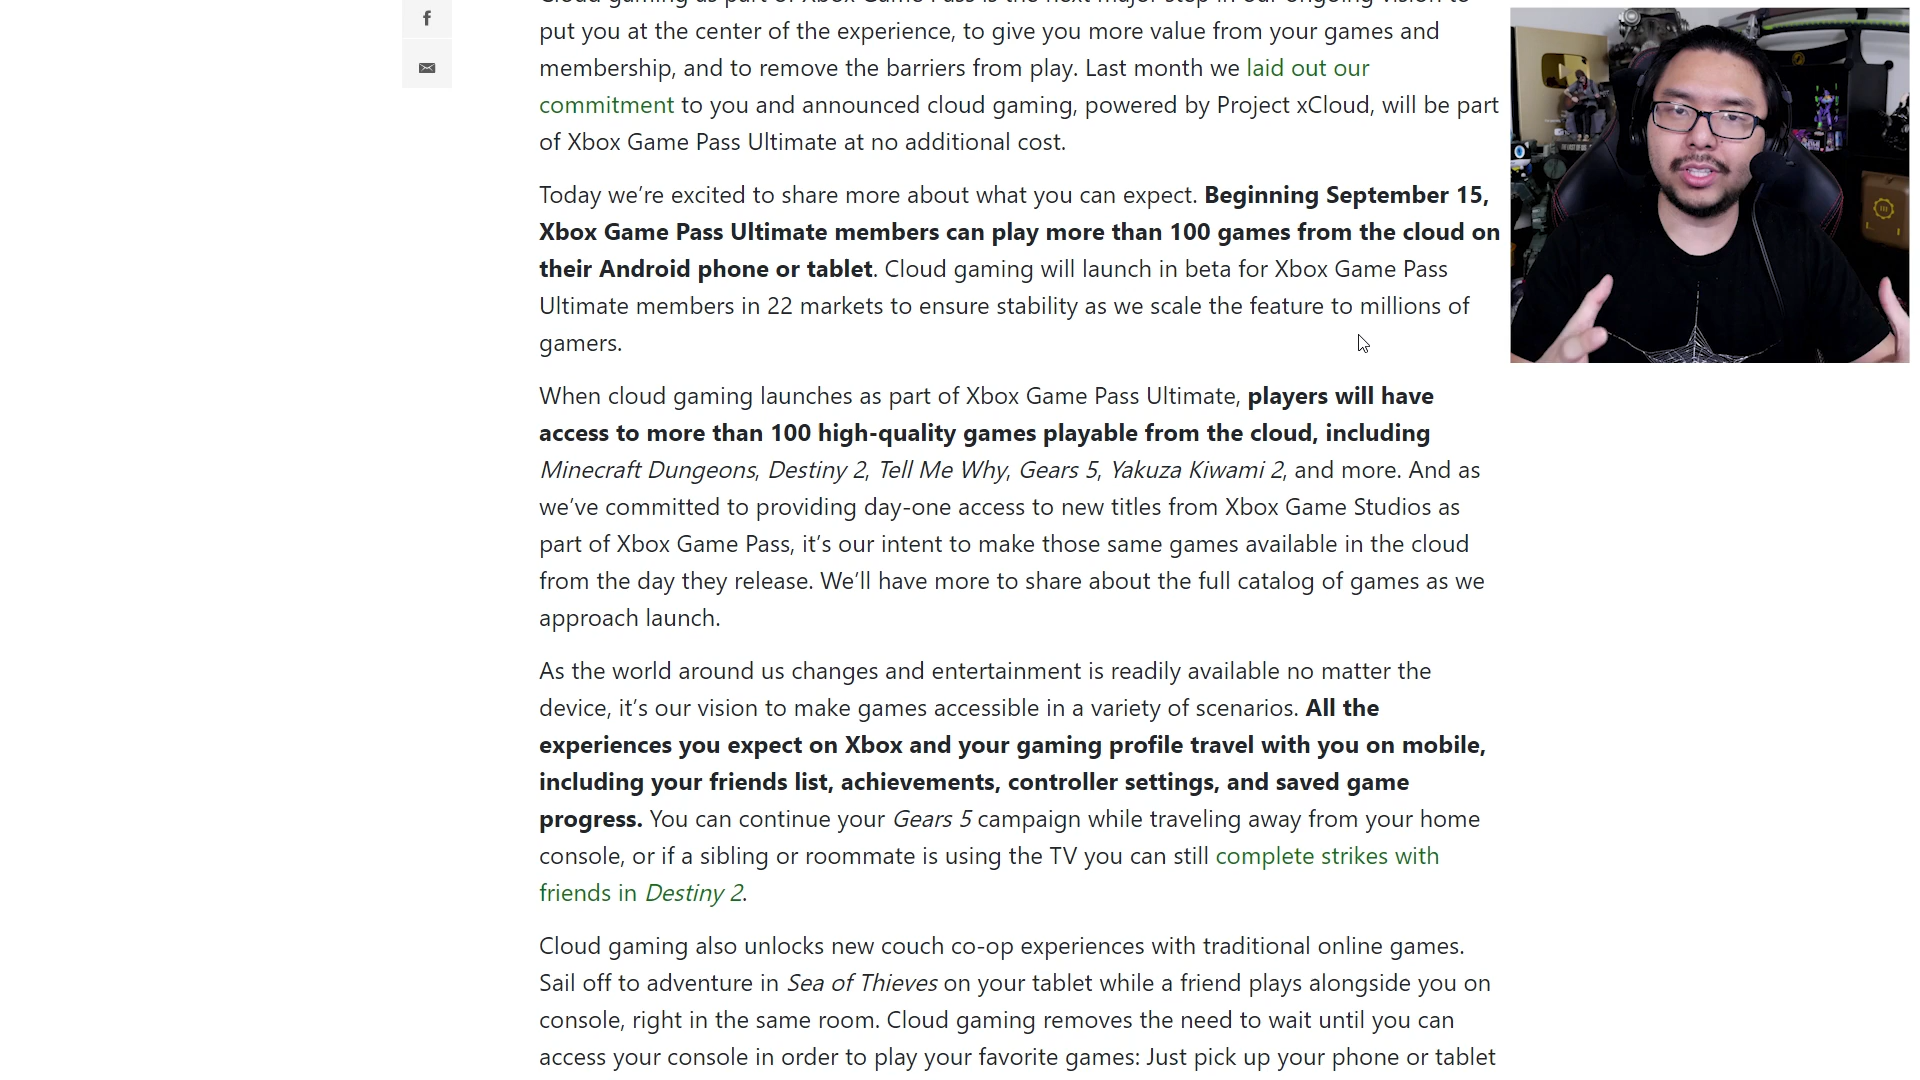 Cloud gaming as part of Xbox Game Pass is the next major step in our ongoing vision to
put you at the center of the experience, to give you more value from your games and
membership, and to remove the barriers from play. Last month we laid out our
commitment to you and announced cloud gaming, powered by Project xCloud, will be part
of Xbox Game Pass Ultimate at no additional cost.
Today we’re excited to share more about what you can expect. Beginning September 15,
Xbox Game Pass Ultimate members can play more than 100 games from the cloud on
their Android phone or tablet. Cloud gaming will launch in beta for Xbox Game Pass
Ultimate members in 22 markets to ensure stability as we scale the feature to millions of
gamers.
When cloud gaming launches as part of Xbox Game Pass Ultimate, players will have
access to more than 100 high-quality games playable from the cloud, including
Minecraft Dungeons, Destiny 2, Tell Me Why, Gears 5, Yakuza Kiwami 2, and more. And as
we’ve committed to providing day-one access to new titles from Xbox Game Studios as
part of Xbox Game Pass, it’s our intent to make those same games available in the cloud
from the day they release. We’ll have more to share about the full catalog of games as we
approach launch.
As the world around us changes and entertainment is readily available no matter the
device, it’s our vision to make games accessible in a variety of scenarios. All the
experiences you expect on Xbox and your gaming profile travel with you on mobile,
including your friends list, achievements, controller settings, and saved game
progress. You can continue your Gears 5 campaign while traveling away from your home
console, or if a sibling or roommate is using the TV you can still complete strikes with
friends in Destiny 2.
Cloud gaming also unlocks new couch co-op experiences with traditional online games.
Sail off to adventure in Sea of Thieves on your tablet while a friend plays alongside you on
console, right in the same room. Cloud gaming removes the need to wait until you can
access your console in order to play your favorite games: Just pick up your phone or tablet